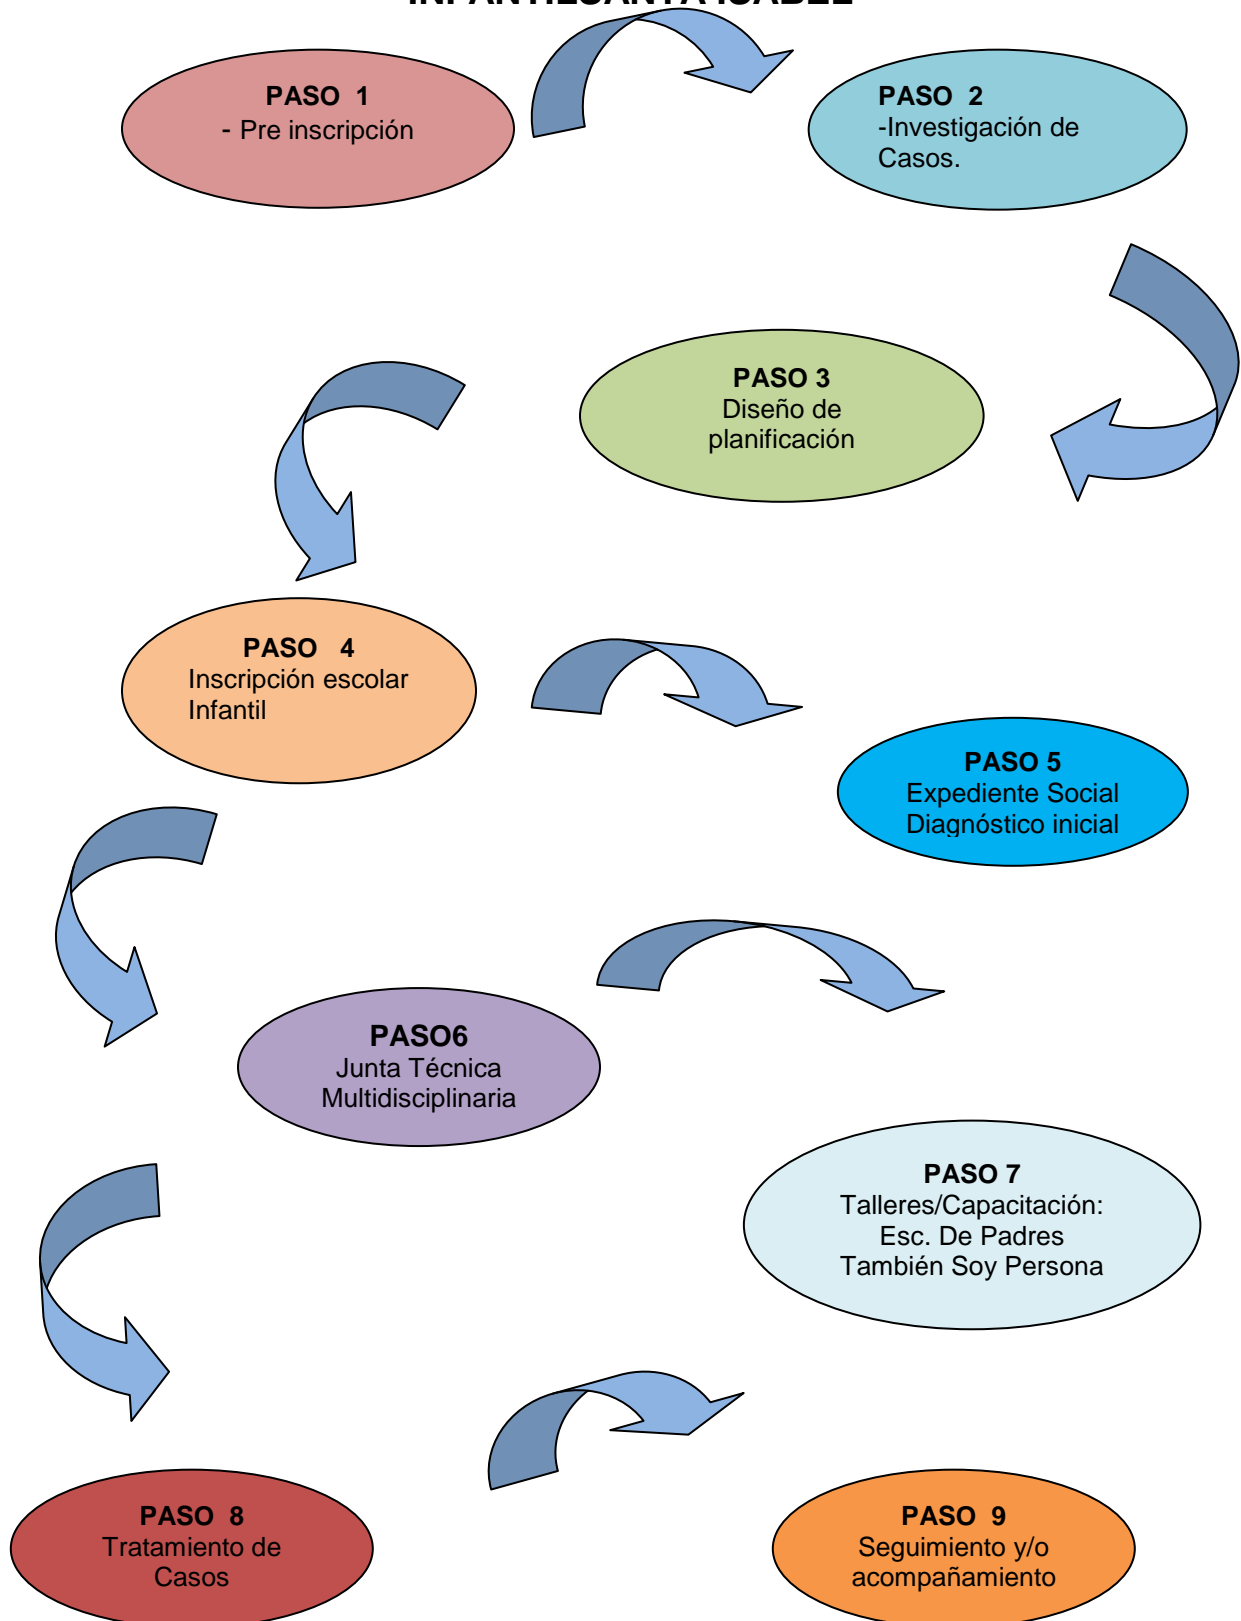 INFANTILSANTA ISABEL
PASO 1
- Pre inscripción
PASO 2
-Investigación de
Casos.
PASO 3
Diseño de
planificación
PASO 4
Inscripción escolar
Infantil
PASO 5
Expediente Social
Diagnóstico inicial
PASO6
Junta Técnica
Multidisciplinaria
PASO 7
Talleres/Capacitación:
Esc. De Padres
También Soy Persona
PASO 8
Tratamiento de
Casos
PASO 9
Seguimiento y/o
acompañamiento